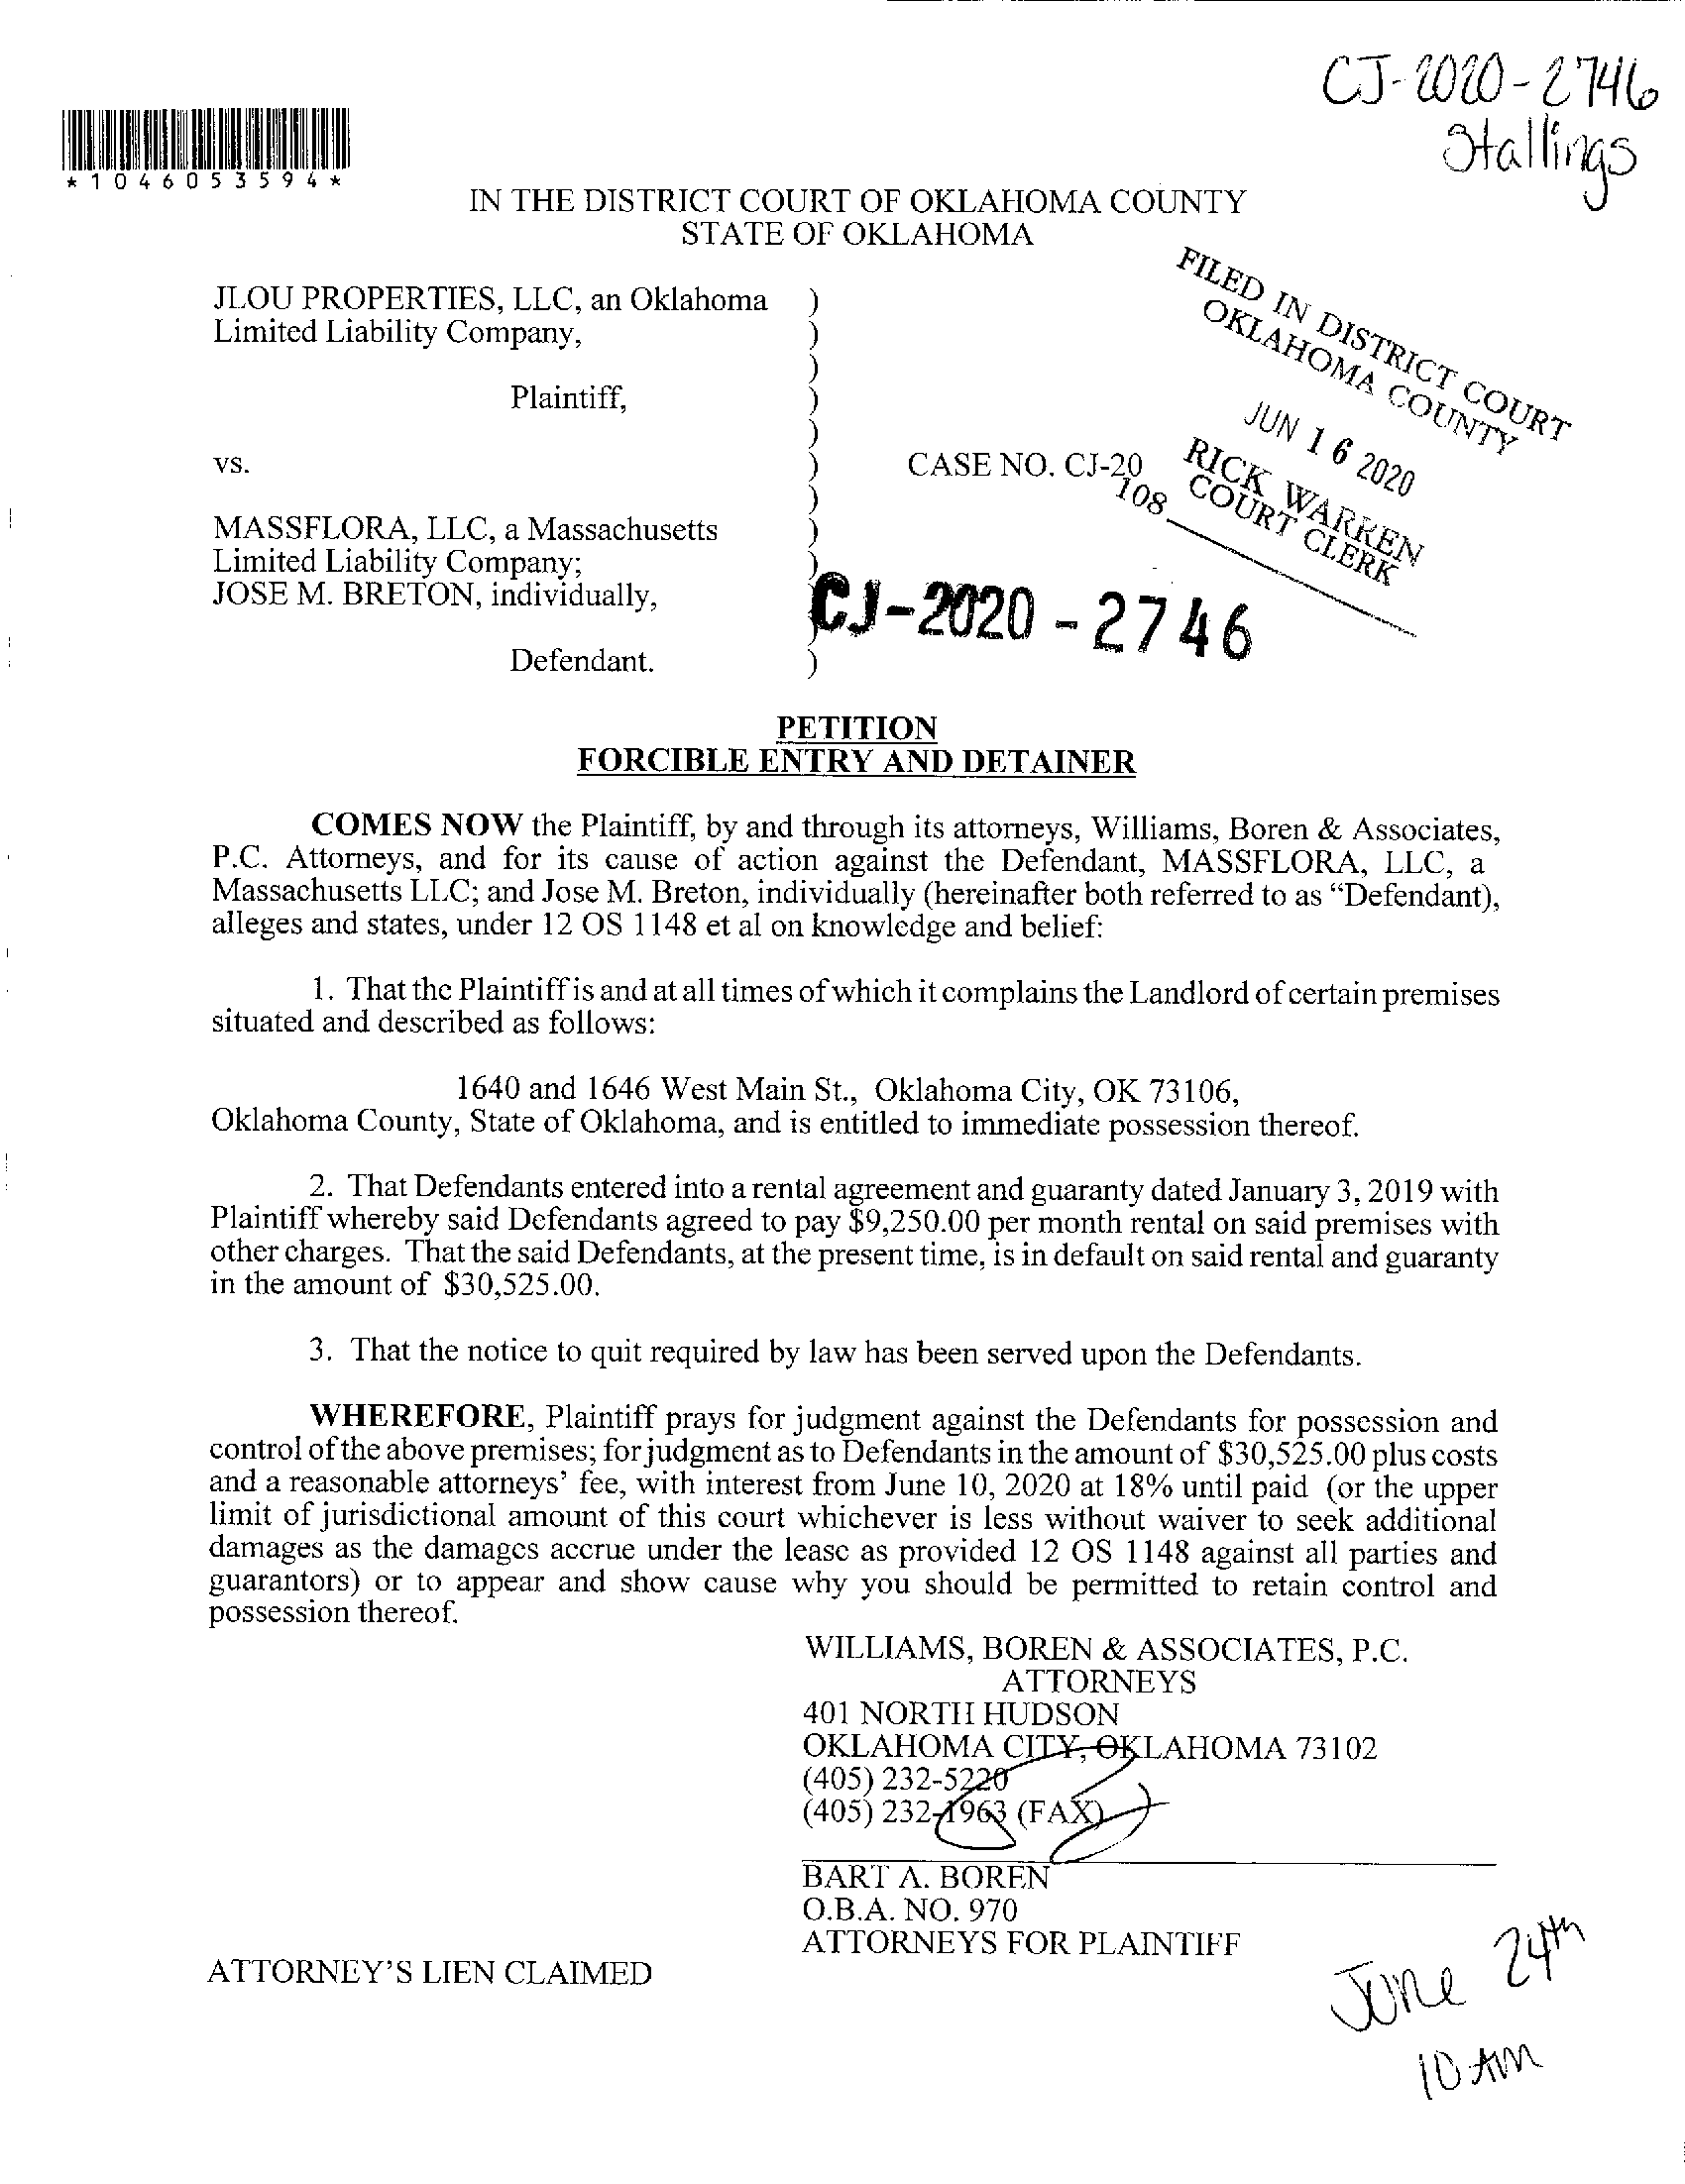 CJ-2020-2746
Stallings
*1046053594*
IN THE DISTRICT COURT OF OKLAHOMA COUNTY
STATE OF OKLAHOMA
FILED IN DISTRICT COURT
OKLAHOMA COUNTY
JUN 16 2020
RICK WARREN
COURT CLERK
108
JLOU PROPERTIES, LLC, an Oklahoma )
Limited Liability Company, )
)
Plaintiff, )
)
vs. ) CASE NO. CJ-20
)
MASSFLORA, LLC, a Massachusetts )
Limited Liability Company; )
JOSE M. BRETON, individually, )
CJ-2020-2746
)
Defendant. )
PETITION
FORCIBLE ENTRY AND DETAINER
COMES NOW the Plaintiff, by and through its attorneys, Williams, Boren & Associates,
P.C. Attorneys, and for its cause of action against the Defendant, MASSFLORA, LLC, a
Massachusetts LLC; and Jose M. Breton, individually (hereinafter both referred to as “Defendant),
alleges and states, under 12 OS 1148 et al on knowledge and belief:
1. That the Plaintiff is and at all times of which it complains the Landlord of certain premises
situated and described as follows:
1640 and 1646 West Main St., Oklahoma City, OK 73106,
Oklahoma County, State of Oklahoma, and is entitled to immediate possession thereof.
2. That Defendants entered into a rental agreement and guaranty dated January 3, 2019 with
Plaintiff whereby said Defendants agreed to pay $9,250.00 per month rental on said premises with
other charges. That the said Defendants, at the present time, is in default on said rental and guaranty
in the amount of $30,525.00.
3. That the notice to quit required by law has been served upon the Defendants.
WHEREFORE, Plaintiff prays for judgment against the Defendants for possession and
control of the above premises; for judgment as to Defendants in the amount of $30,525.00 plus costs
and a reasonable attorneys’ fee, with interest from June 10, 2020 at 18% until paid (or the upper
limit of jurisdictional amount of this court whichever is less without waiver to seek additional
damages as the damages accrue under the lease as provided 12 OS 1148 against all parties and
guarantors) or to appear and show cause why you should be permitted to retain control and
possession thereof.
WILLIAMS, BOREN & ASSOCIATES, P.C.
ATTORNEYS
401 NORTH HUDSON
OKLAHOMA CITY, OKLAHOMA 73102
(405) 232-5220
(405) 232-1963 (FAX)
BART A. BOREN
O.B.A. NO. 970
ATTORNEYS FOR PLAINTIFF
ATTORNEY’S LIEN CLAIMED
June 24th
10 AM